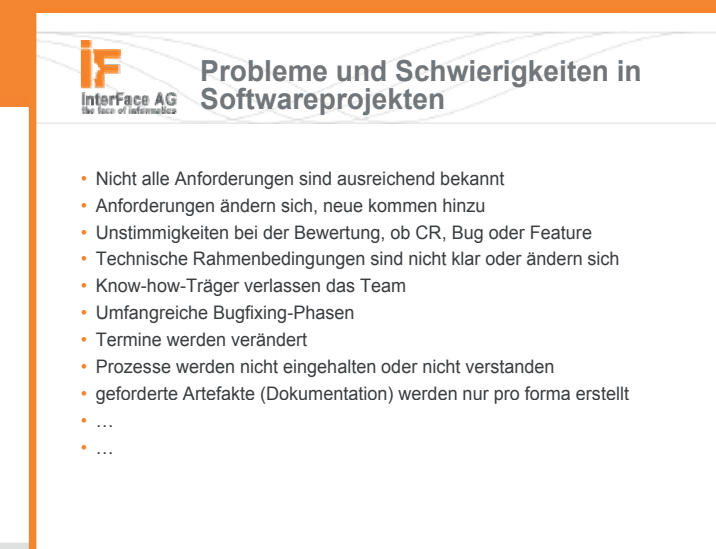 iF
InterFace AG
the face of informatics
Probleme und Schwierigkeiten in
Softwareprojekten
• Nicht alle Anforderungen sind ausreichend bekannt
• Anforderungen ändern sich, neue kommen hinzu
• Unstimmigkeiten bei der Bewertung, ob CR, Bug oder Feature
• Technische Rahmenbedingungen sind nicht klar oder ändern sich
• Know-how-Träger verlassen das Team
• Umfangreiche Bugfixing-Phasen
• Termine werden verändert
• Prozesse werden nicht eingehalten oder nicht verstanden
• geforderte Artefakte (Dokumentation) werden nur pro forma erstellt
• …
• …